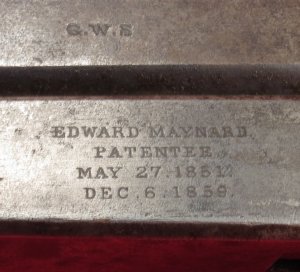 G.W.S
EDWARD MAYNARD.
PATENTEE
MAY 27.1851.
DEC. 6.1859.